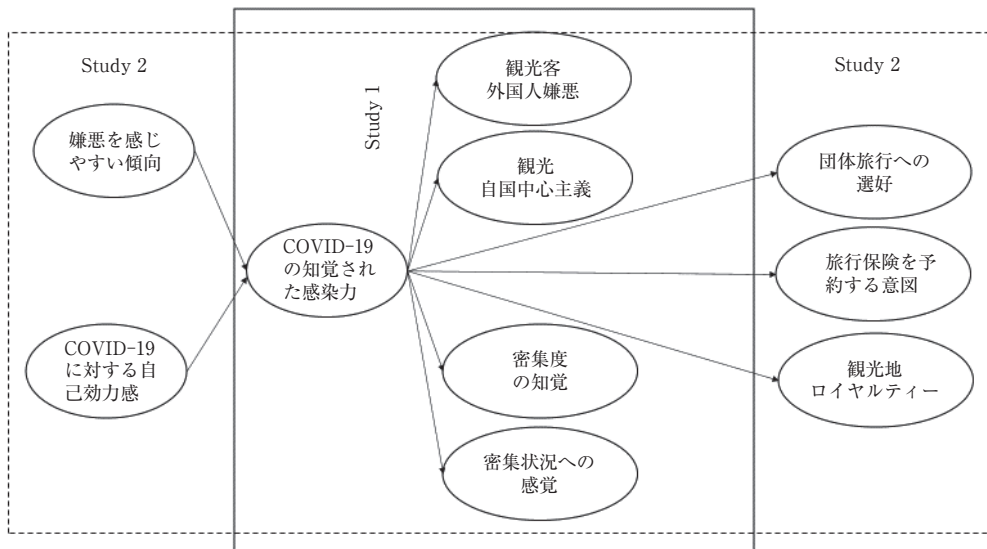 Study 2
嫌悪を感じ
やすい傾向
COVID-19
に対する自
己効力感
Study 1
COVID-19
の知覚され
た感染力
観光客
外国人嫌悪
観光
自国中心主義
密集度
の知覚
密集状況への
感覚
Study 2
団体旅行への
選好
旅行保険を予
約する意図
観光地
ロイヤルティー